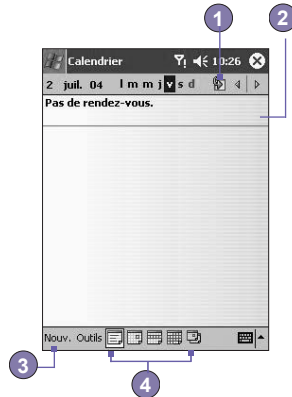 1
2
Calendrier 10:26
2 juil. 04 l m m j v s d
Pas de rendez-vous.
Nouv. Outils
3
4